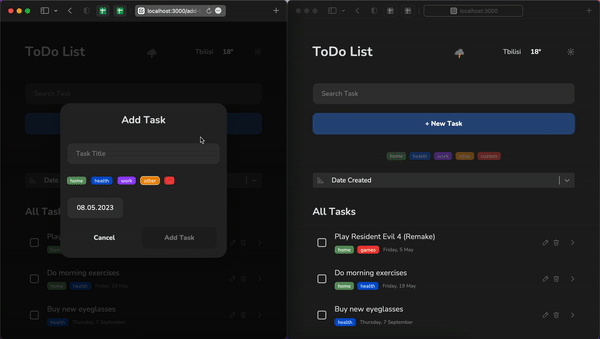 localhost:3000/add-
ToDo List
Tbilisi 18°
Search Task
Add Task
Task Title
home health work other
08.05.2023
Cancel Add Task
All Tasks
home
Do morning exercises
home health Friday, 19 May
Buy new eyeglasses
health Thursday, 7 September
localhost:3000
ToDo List
Tbilisi 18°
Search Task
+ New Task
home health work other custom
Date Created
All Tasks
Play Resident Evil 4 (Remake)
home games Friday, 5 May
Do morning exercises
home health Friday, 19 May
Buy new eyeglasses
health Thursday, 7 September